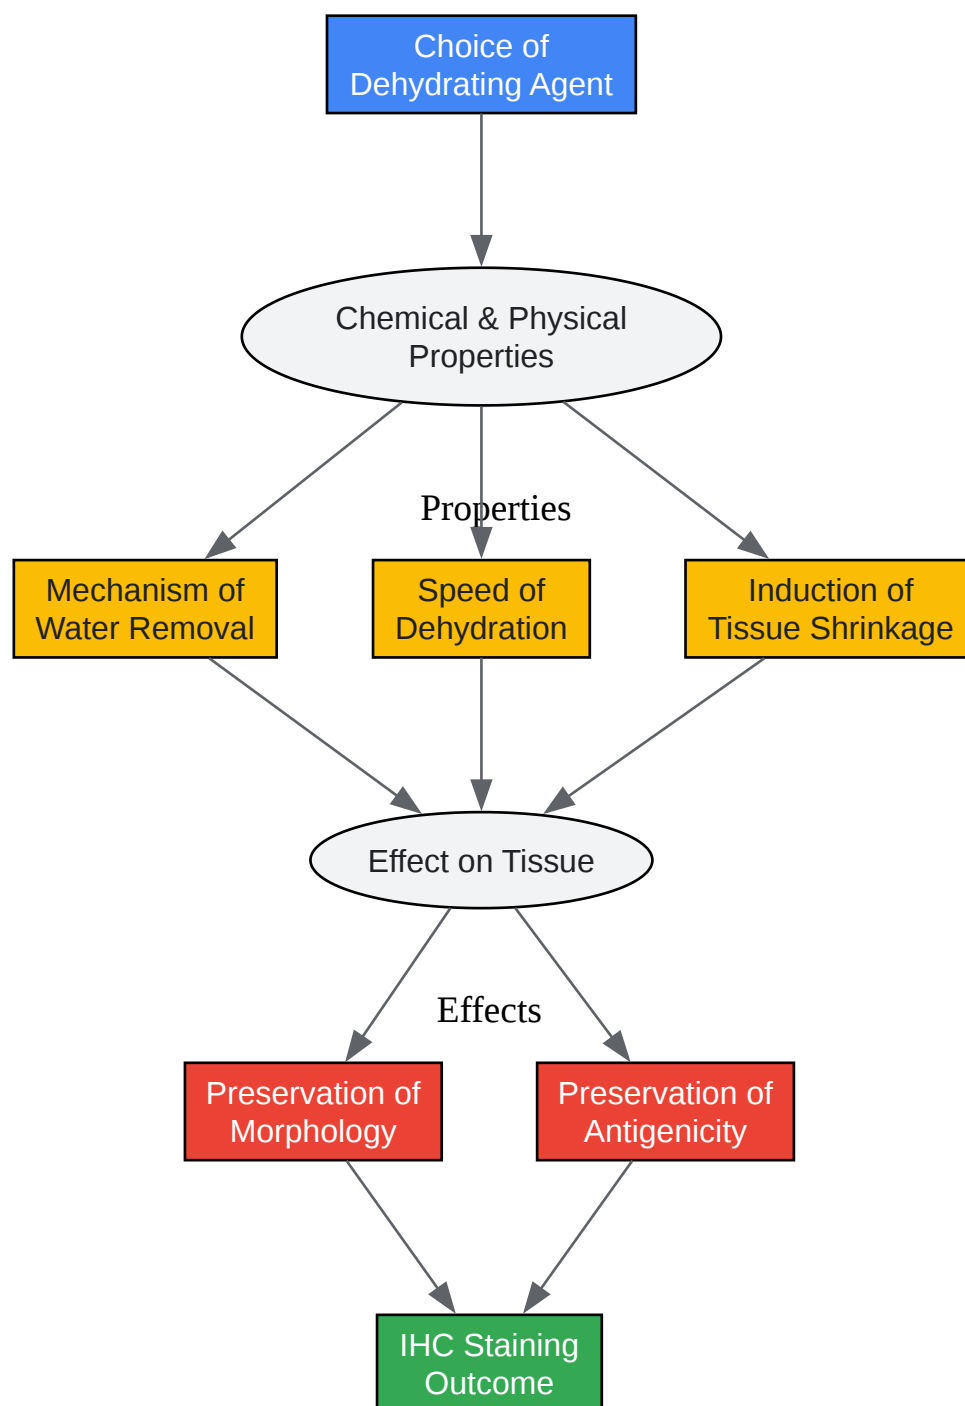 Choice of
Dehydrating Agent
Chemical & Physical
Properties
Properties
Mechanism of
Water Removal
Speed of
Dehydration
Induction of
Tissue Shrinkage
Effect on Tissue
Effects
Preservation of
Morphology
Preservation of
Antigenicity
IHC Staining
Outcome